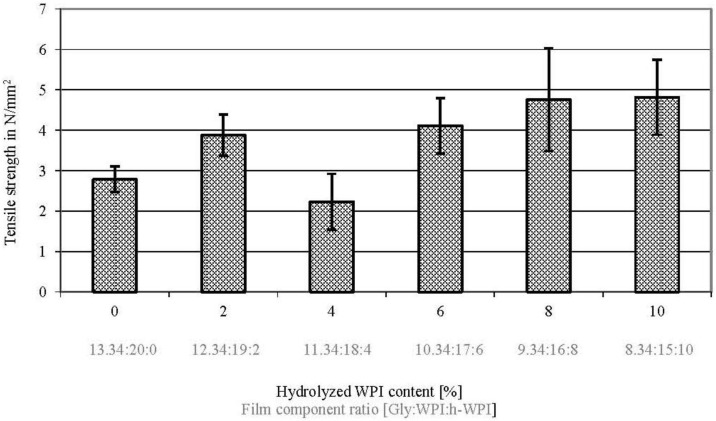 7
6
5
4
3
2
1
0
Tensile strength in N/mm²
0 2 4 6 8 10
13.34:20:0 12.34:19:2 11.34:18:4 10.34:17:6 9.34:16:8 8.34:15:10
Hydrolyzed WPI content [%]
Film component ratio [Gly:WPI:h-WPI]